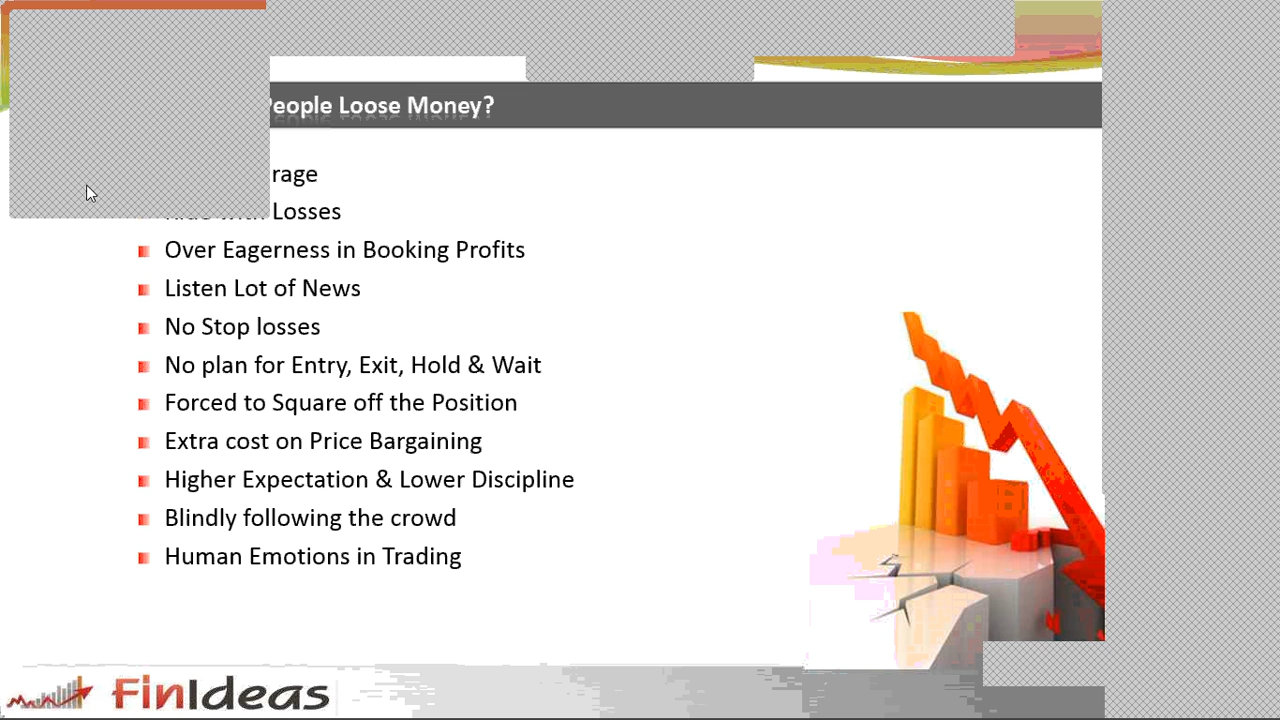 People Loose Money?
Losses
Over Eagerness in Booking Profits
Listen Lot of News
No Stop losses
No plan for Entry, Exit, Hold & Wait
Forced to Square off the Position
Extra cost on Price Bargaining
Higher Expectation & Lower Discipline
Blindly following the crowd
Human Emotions in Trading
FinIdeas